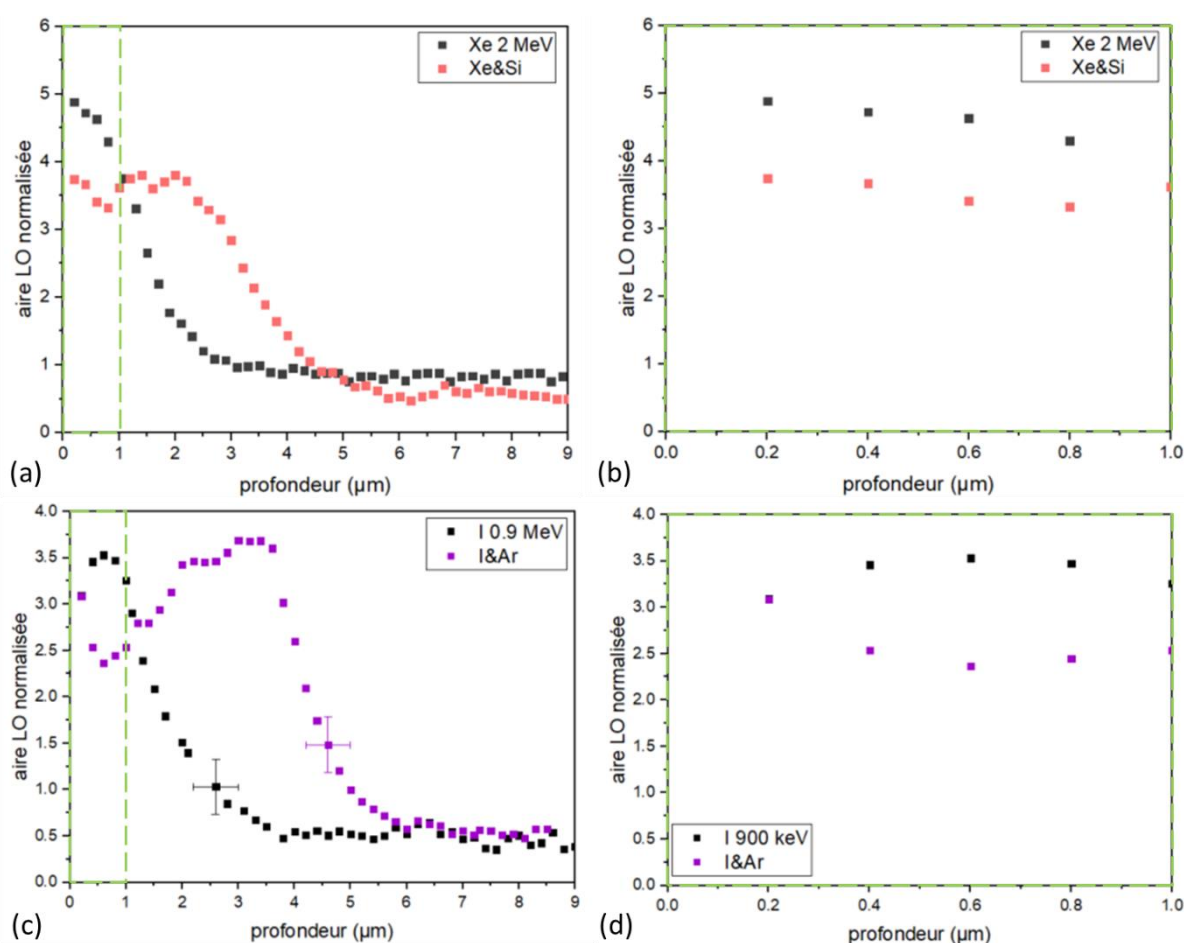 6
5
4
3
2
1
0
aire LO normalisée
Xe 2 MeV
Xe&Si
0 1 2 3 4 5 6 7 8 9
profondeur (µm)
(a)
6
5
4
3
2
1
0
aire LO normalisée
Xe 2 MeV
Xe&Si
0.0 0.2 0.4 0.6 0.8 1.0
profondeur (µm)
(b)
4.0
3.5
3.0
2.5
2.0
1.5
1.0
0.5
0.0
aire LO normalisée
I 0.9 MeV
I&Ar
0 1 2 3 4 5 6 7 8 9
profondeur (µm)
(c)
4.0
3.5
3.0
2.5
2.0
1.5
1.0
0.5
0.0
aire LO normalisée
I 900 keV
I&Ar
0.0 0.2 0.4 0.6 0.8 1.0
profondeur (µm)
(d)